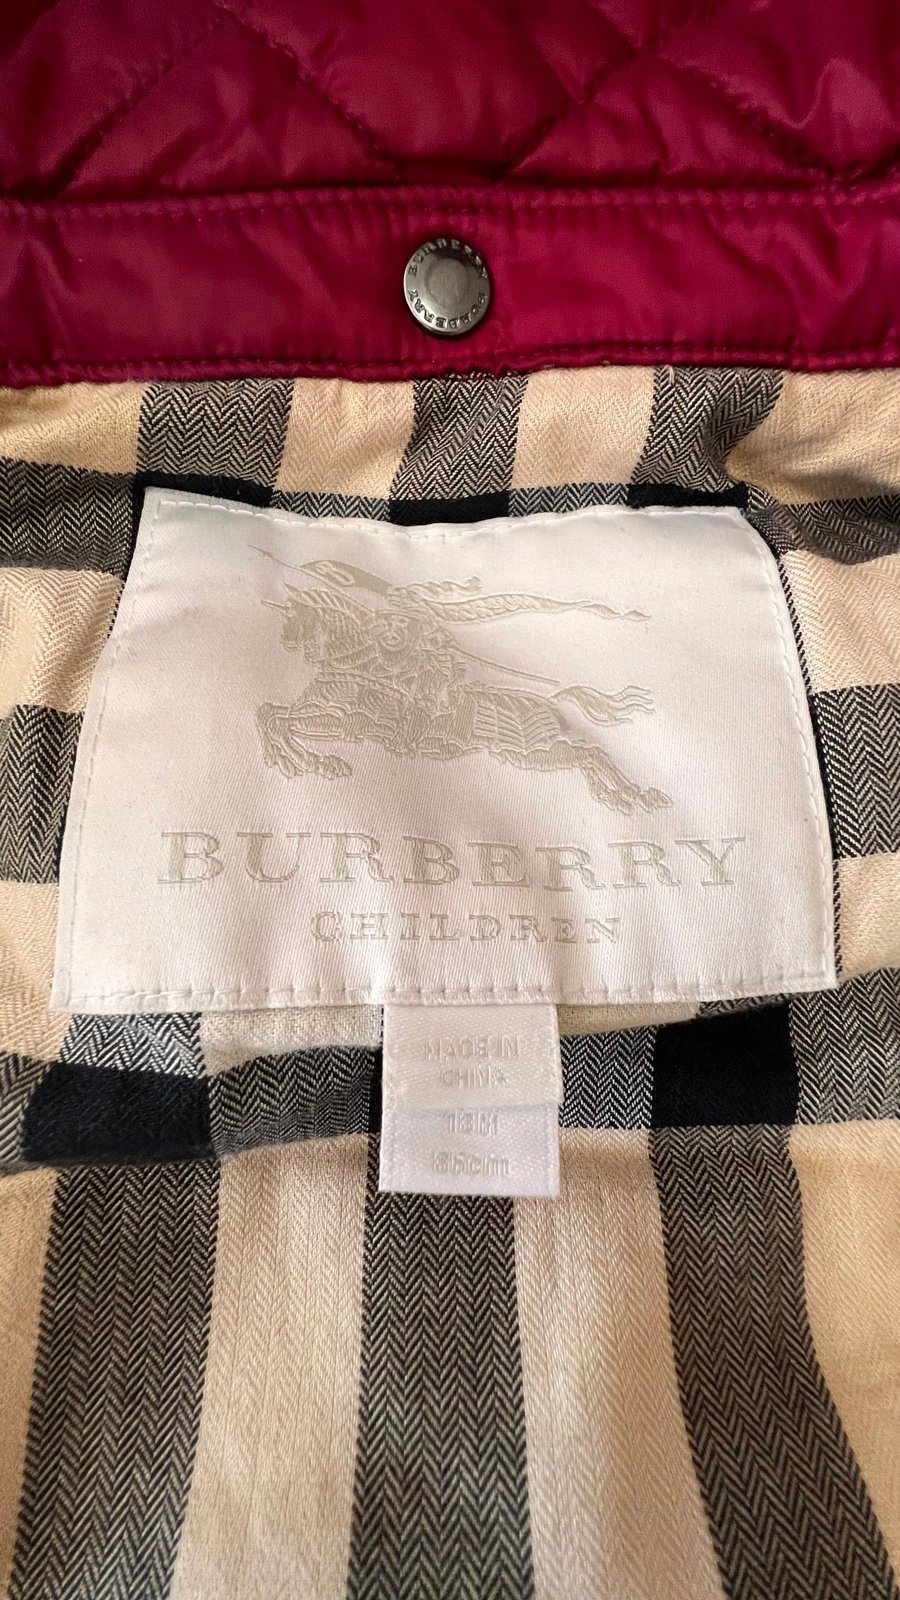 BURBERRY BURBERRY
BURBERRY
CHILDREN
MADE IN
CHINA
18M
86cm